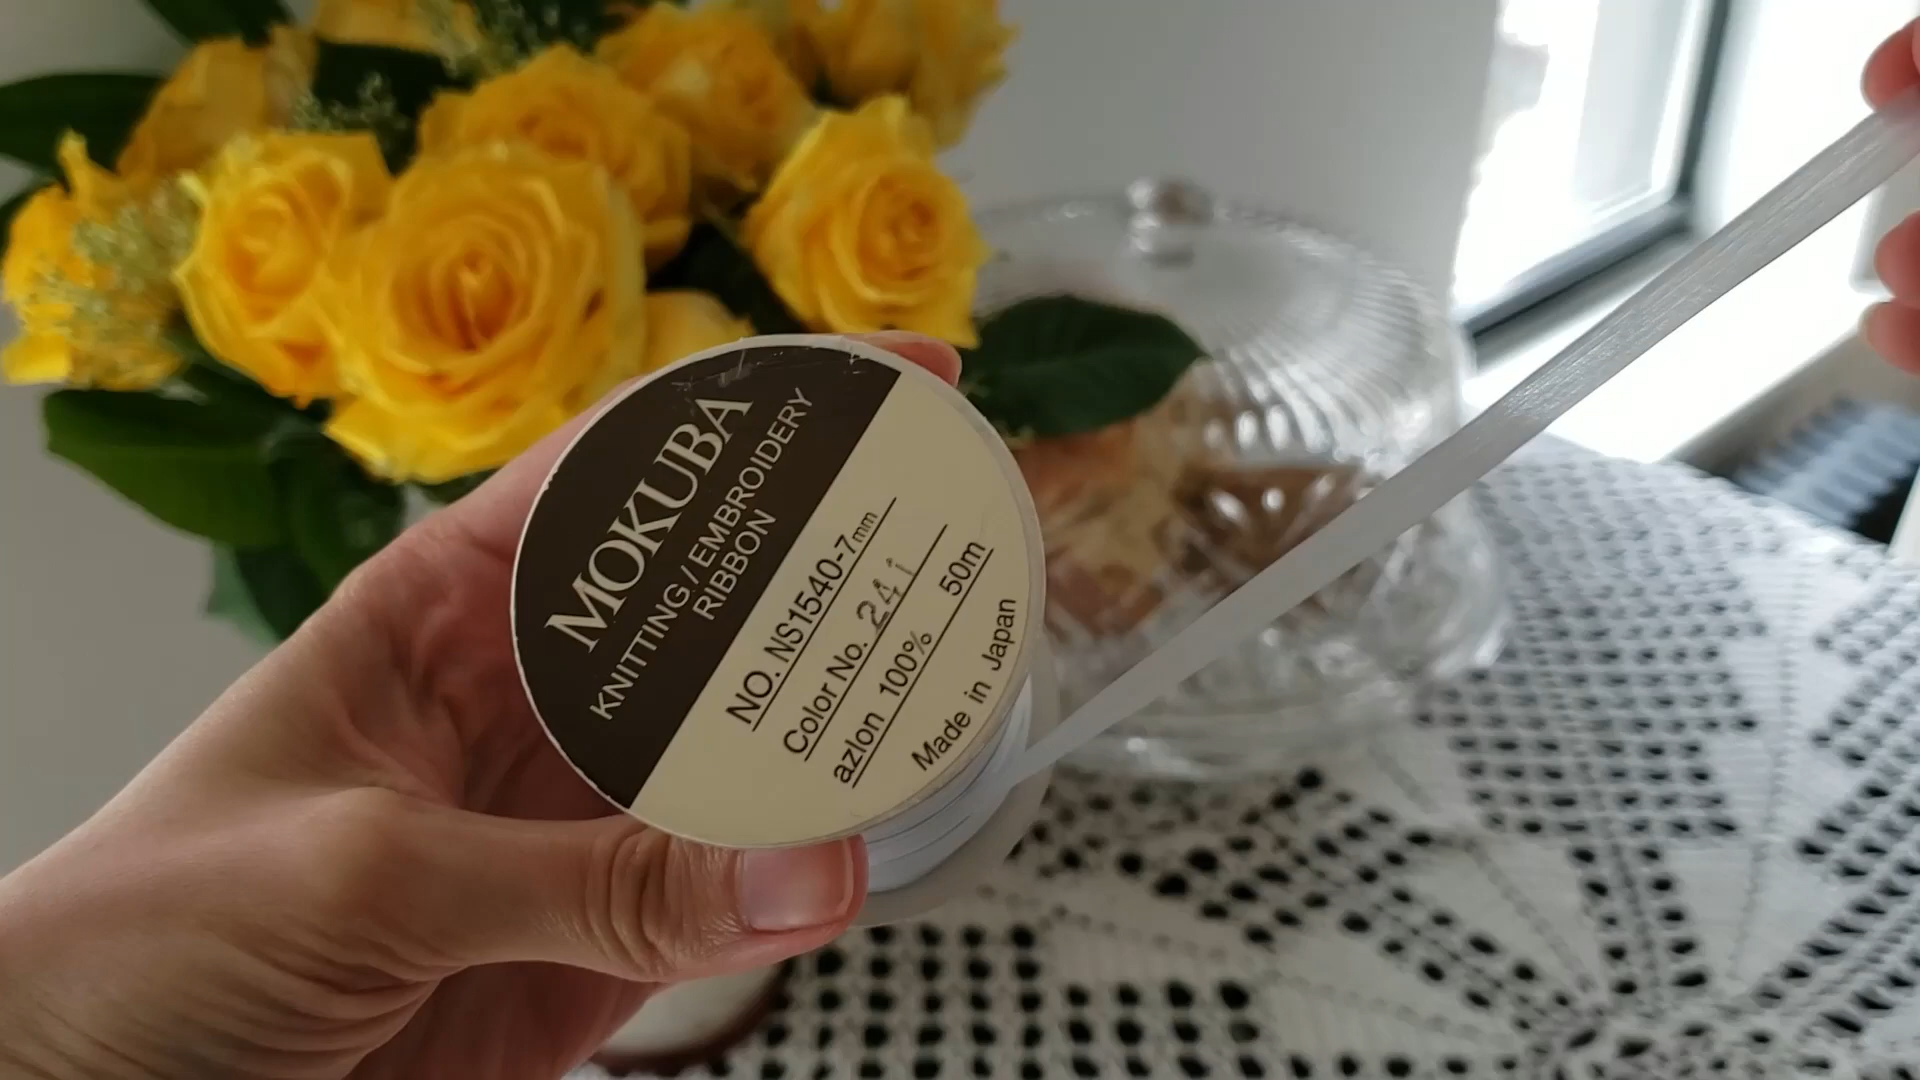 MOKUBA
KNITTING / EMBROIDERY
RIBBON
NO. NS1540-7mm
Color No. 241
azlon 100% 50m
Made in Japan